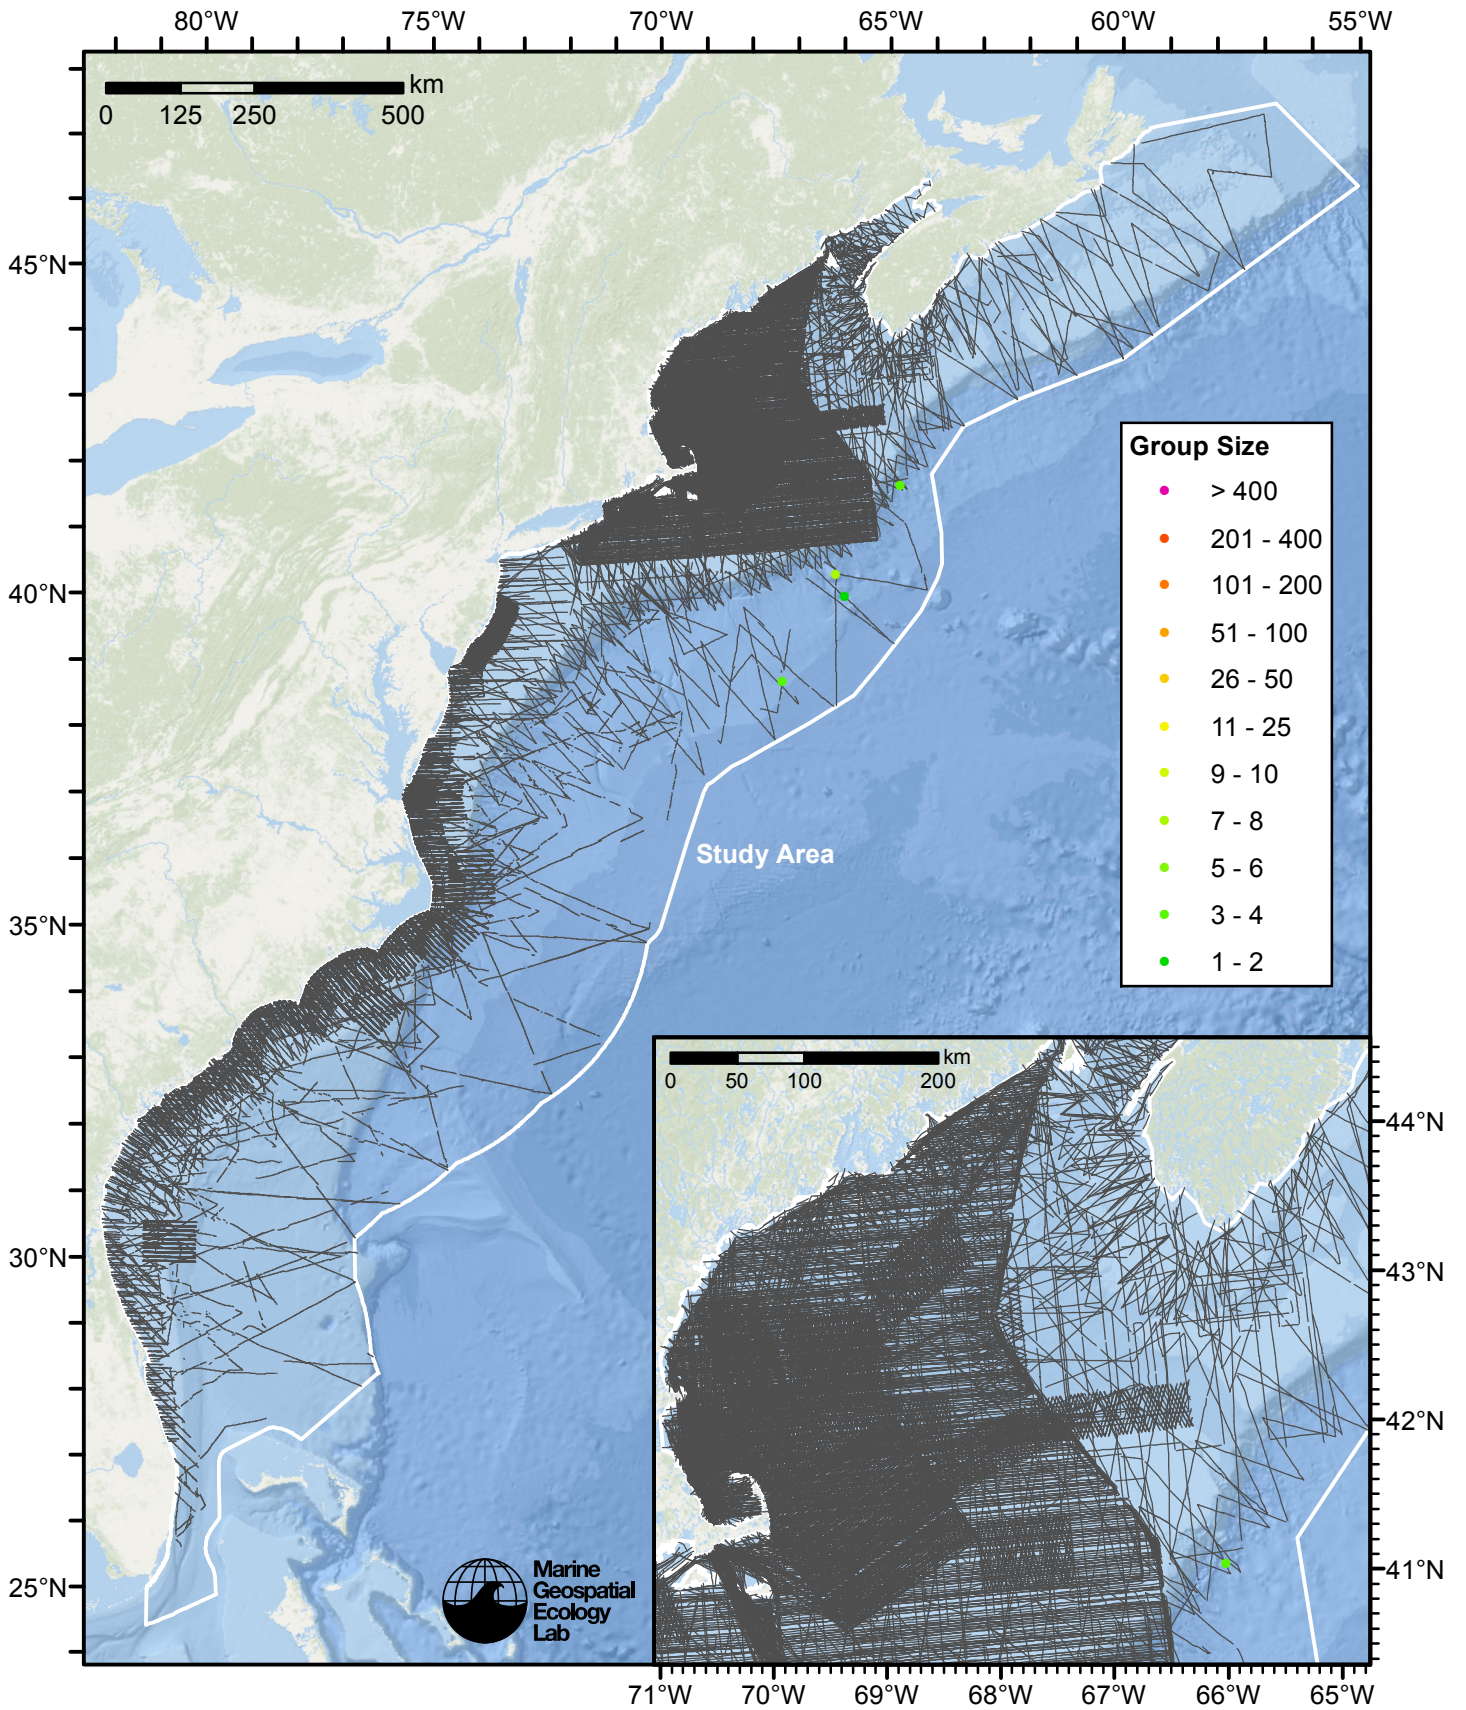 80°W 75°W 70°W 65°W 60°W 55°W
km
0 125 250 500
45°N
40°N
35°N
30°N
25°N
Group Size
> 400
201 - 400
101 - 200
51 - 100
26 - 50
11 - 25
9 - 10
7 - 8
5 - 6
3 - 4
1 - 2
Study Area
km
0 50 100 200
44°N
43°N
42°N
41°N
Marine
Geospatial
Ecology
Lab
71°W 70°W 69°W 68°W 67°W 66°W 65°W